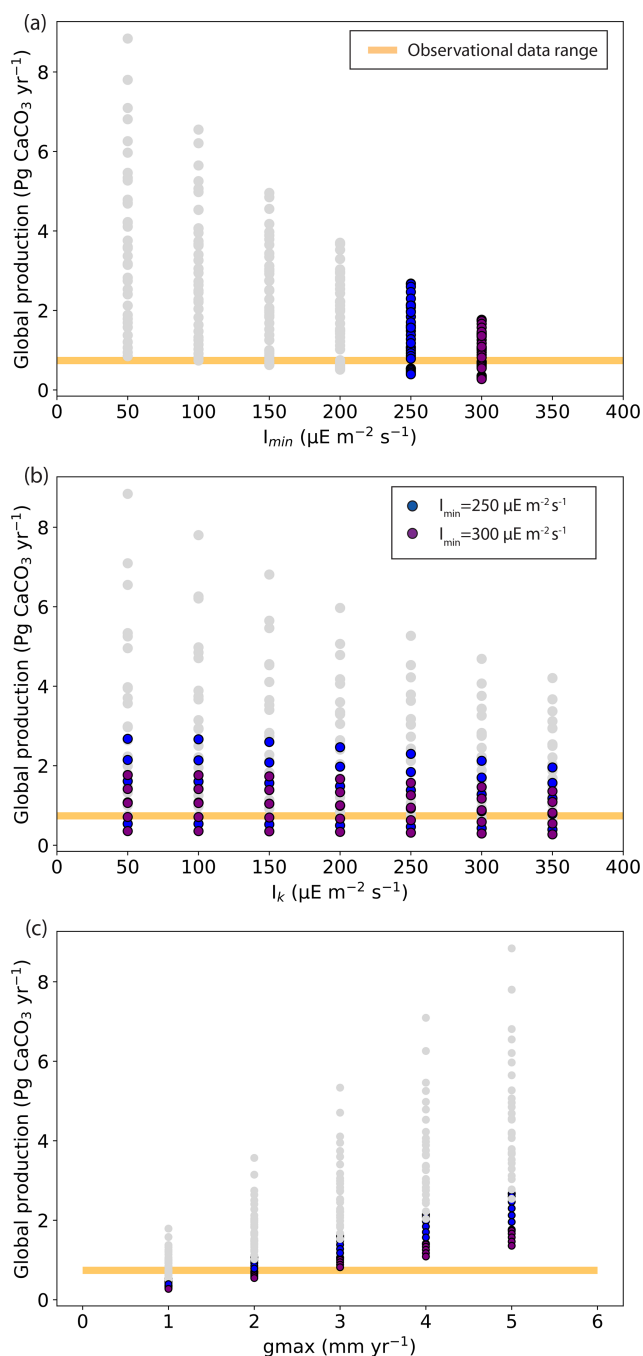 (a)
Observational data range
Global production (Pg CaCO₃ yr⁻¹)
8
6
4
2
0
0 50 100 150 200 250 300 350 400
Iₘᵢₙ (μE m⁻² s⁻¹)
(b)
Iₘᵢₙ=250 μE m⁻² s⁻¹
Iₘᵢₙ=300 μE m⁻² s⁻¹
Global production (Pg CaCO₃ yr⁻¹)
8
6
4
2
0
0 50 100 150 200 250 300 350 400
Iₖ (μE m⁻² s⁻¹)
(c)
Global production (Pg CaCO₃ yr⁻¹)
8
6
4
2
0
0 1 2 3 4 5 6
gmax (mm yr⁻¹)